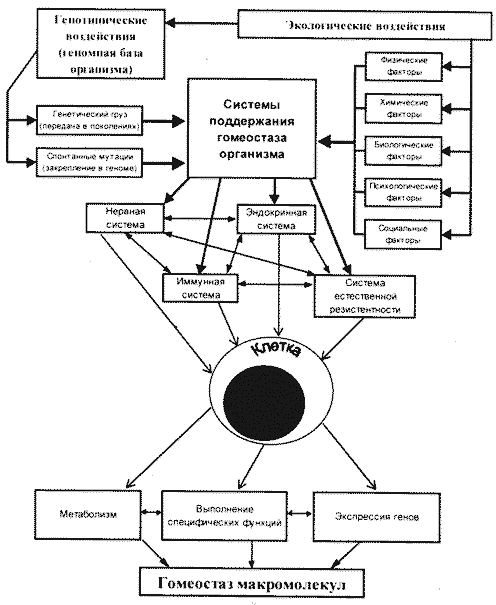 Генотипические
воздействия
(геномная база
организма)
Экологические воздействия
Генетический груз
(передача в поколениях)
Спонтанные мутации
(закрепление в геноме)
Системы
поддержания
гомеостаза
организма
Физические
факторы
Химические
факторы
Биологические
факторы
Психологические
факторы
Социальные
факторы
Нервная
система
Эндокринная
система
Иммунная
система
Система
естественной
резистентности
Клетка
Метаболизм
Выполнение
специфических функций
Экспрессия генов
Гомеостаз макромолекул